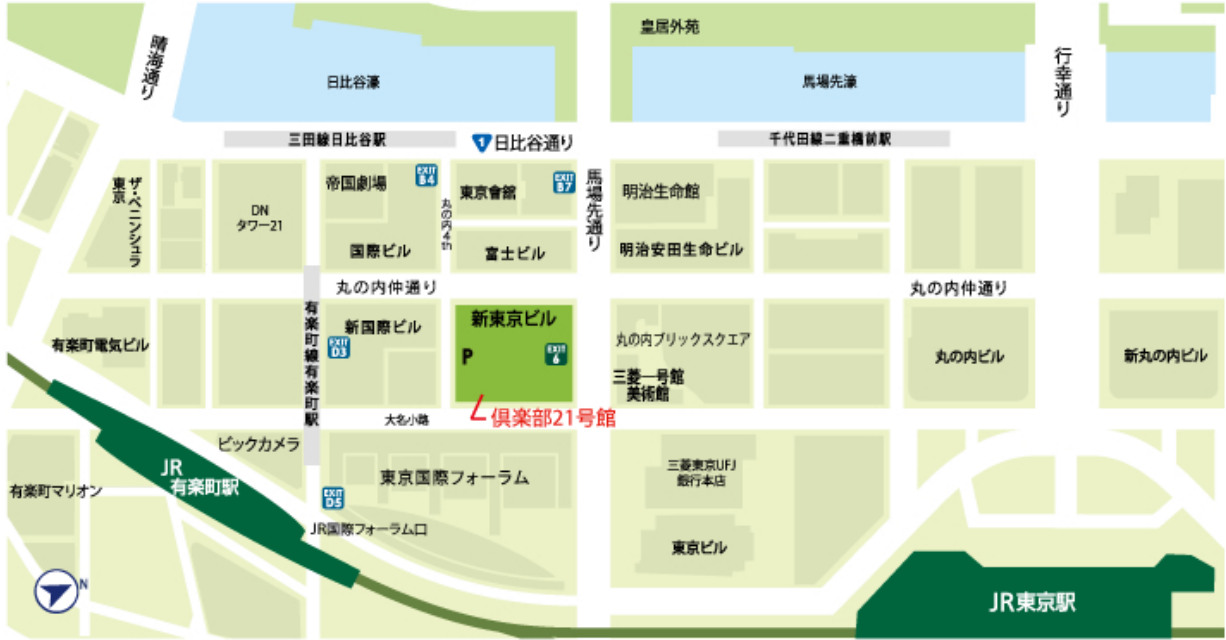 皇居外苑
晴海通り
日比谷濠
馬場先濠
行幸通り
三田線日比谷駅
1
日比谷通り
千代田線二重橋前駅
ザ・ペニンシュラ
東京
DN
タワー21
帝国劇場
EXIT
B4
丸の内4th
東京會館
EXIT
B7
馬場先通り
明治生命館
国際ビル
富士ビル
明治安田生命ビル
丸の内仲通り
丸の内仲通り
有楽町電気ビル
有楽町線有楽町駅
新国際ビル
EXIT
D3
新東京ビル
P
EXIT
6
丸の内ブリックスクエア
三菱一号館
美術館
丸の内ビル
新丸の内ビル
大名小路
倶楽部21号館
ビックカメラ
JR
有楽町駅
有楽町マリオン
東京国際フォーラム
EXIT
D5
JR国際フォーラム口
三菱東京UFJ
銀行本店
東京ビル
JR東京駅
N